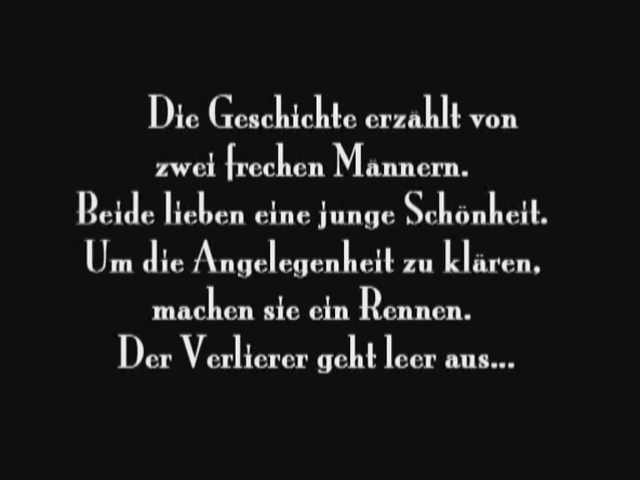 Die Geschichte erzählt von
zwei frechen Männern.
Beide lieben eine junge Schönheit.
Um die Angelegenheit zu klären,
machen sie ein Rennen.
Der Verlierer geht leer aus...